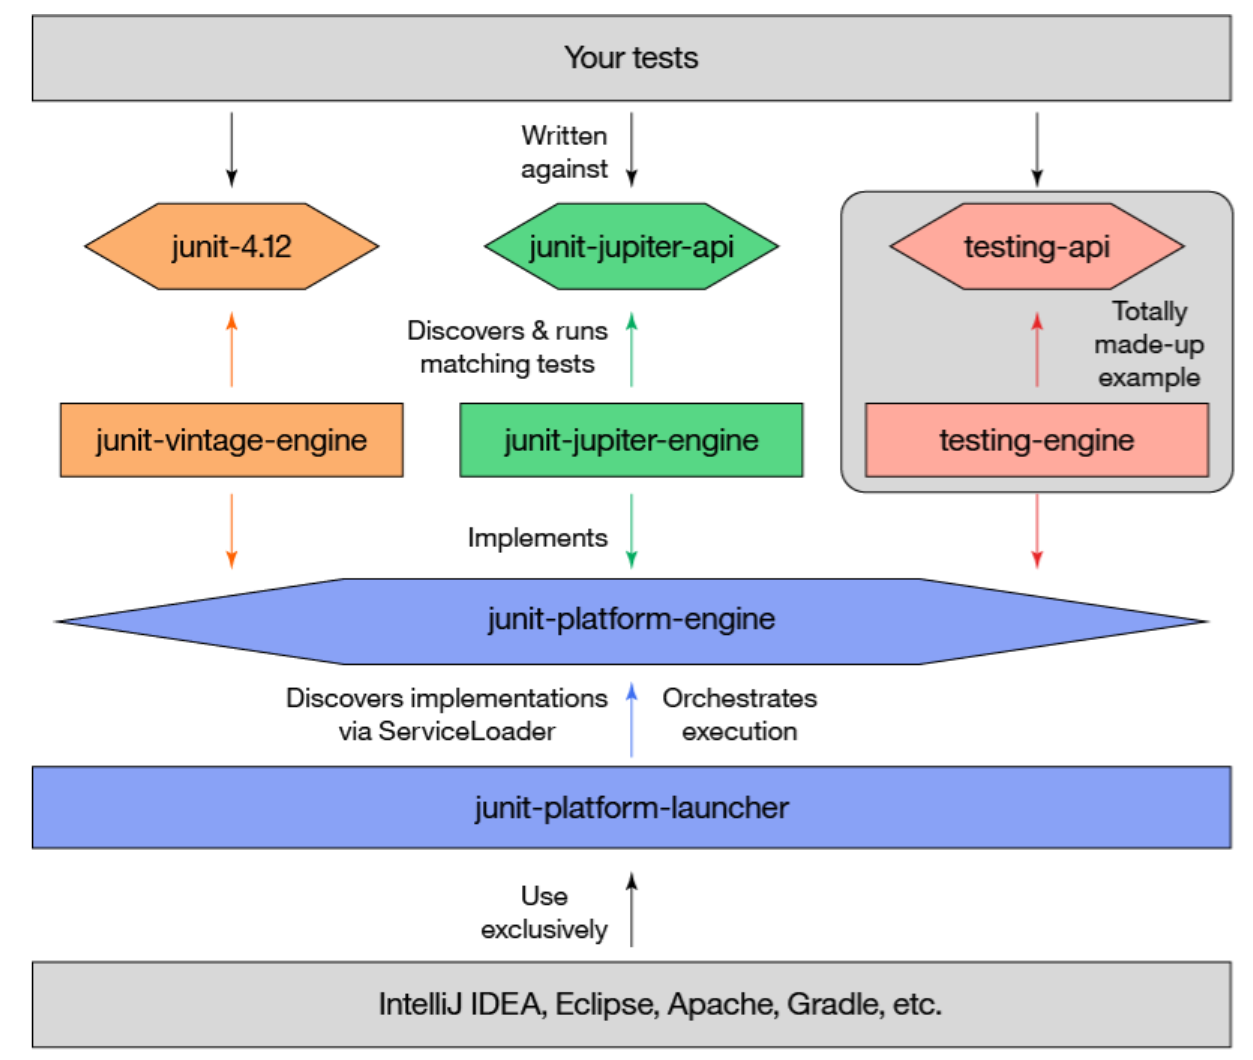 Your tests
Written
against
junit-4.12
junit-jupiter-api
testing-api
Discovers & runs
matching tests
Totally
made-up
example
junit-vintage-engine
junit-jupiter-engine
testing-engine
Implements
junit-platform-engine
Discovers implementations
via ServiceLoader
Orchestrates
execution
junit-platform-launcher
Use
exclusively
IntelliJ IDEA, Eclipse, Apache, Gradle, etc.